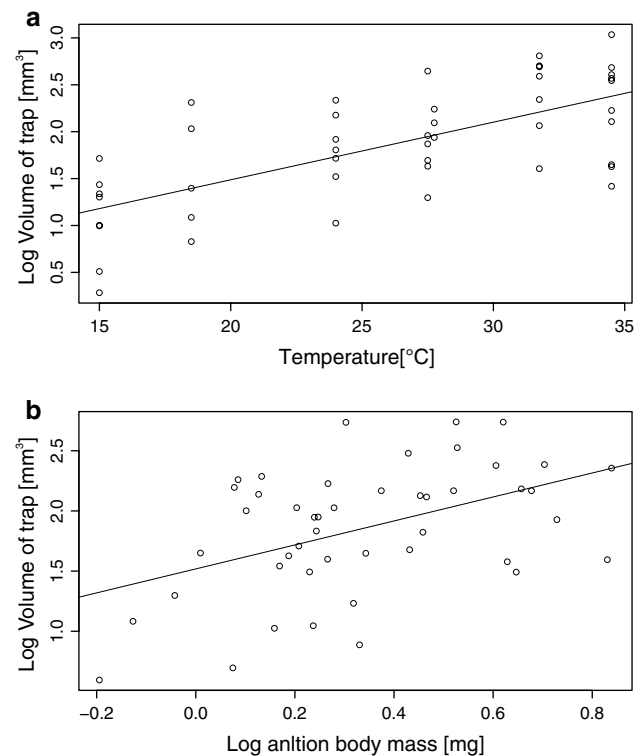 a
Log Volume of trap [mm³]
3.0
2.5
2.0
1.5
1.0
0.5
15 20 25 30 35
Temperature[°C]
b
Log Volume of trap [mm³]
2.5
2.0
1.5
1.0
−0.2 0.0 0.2 0.4 0.6 0.8
Log anltion body mass [mg]